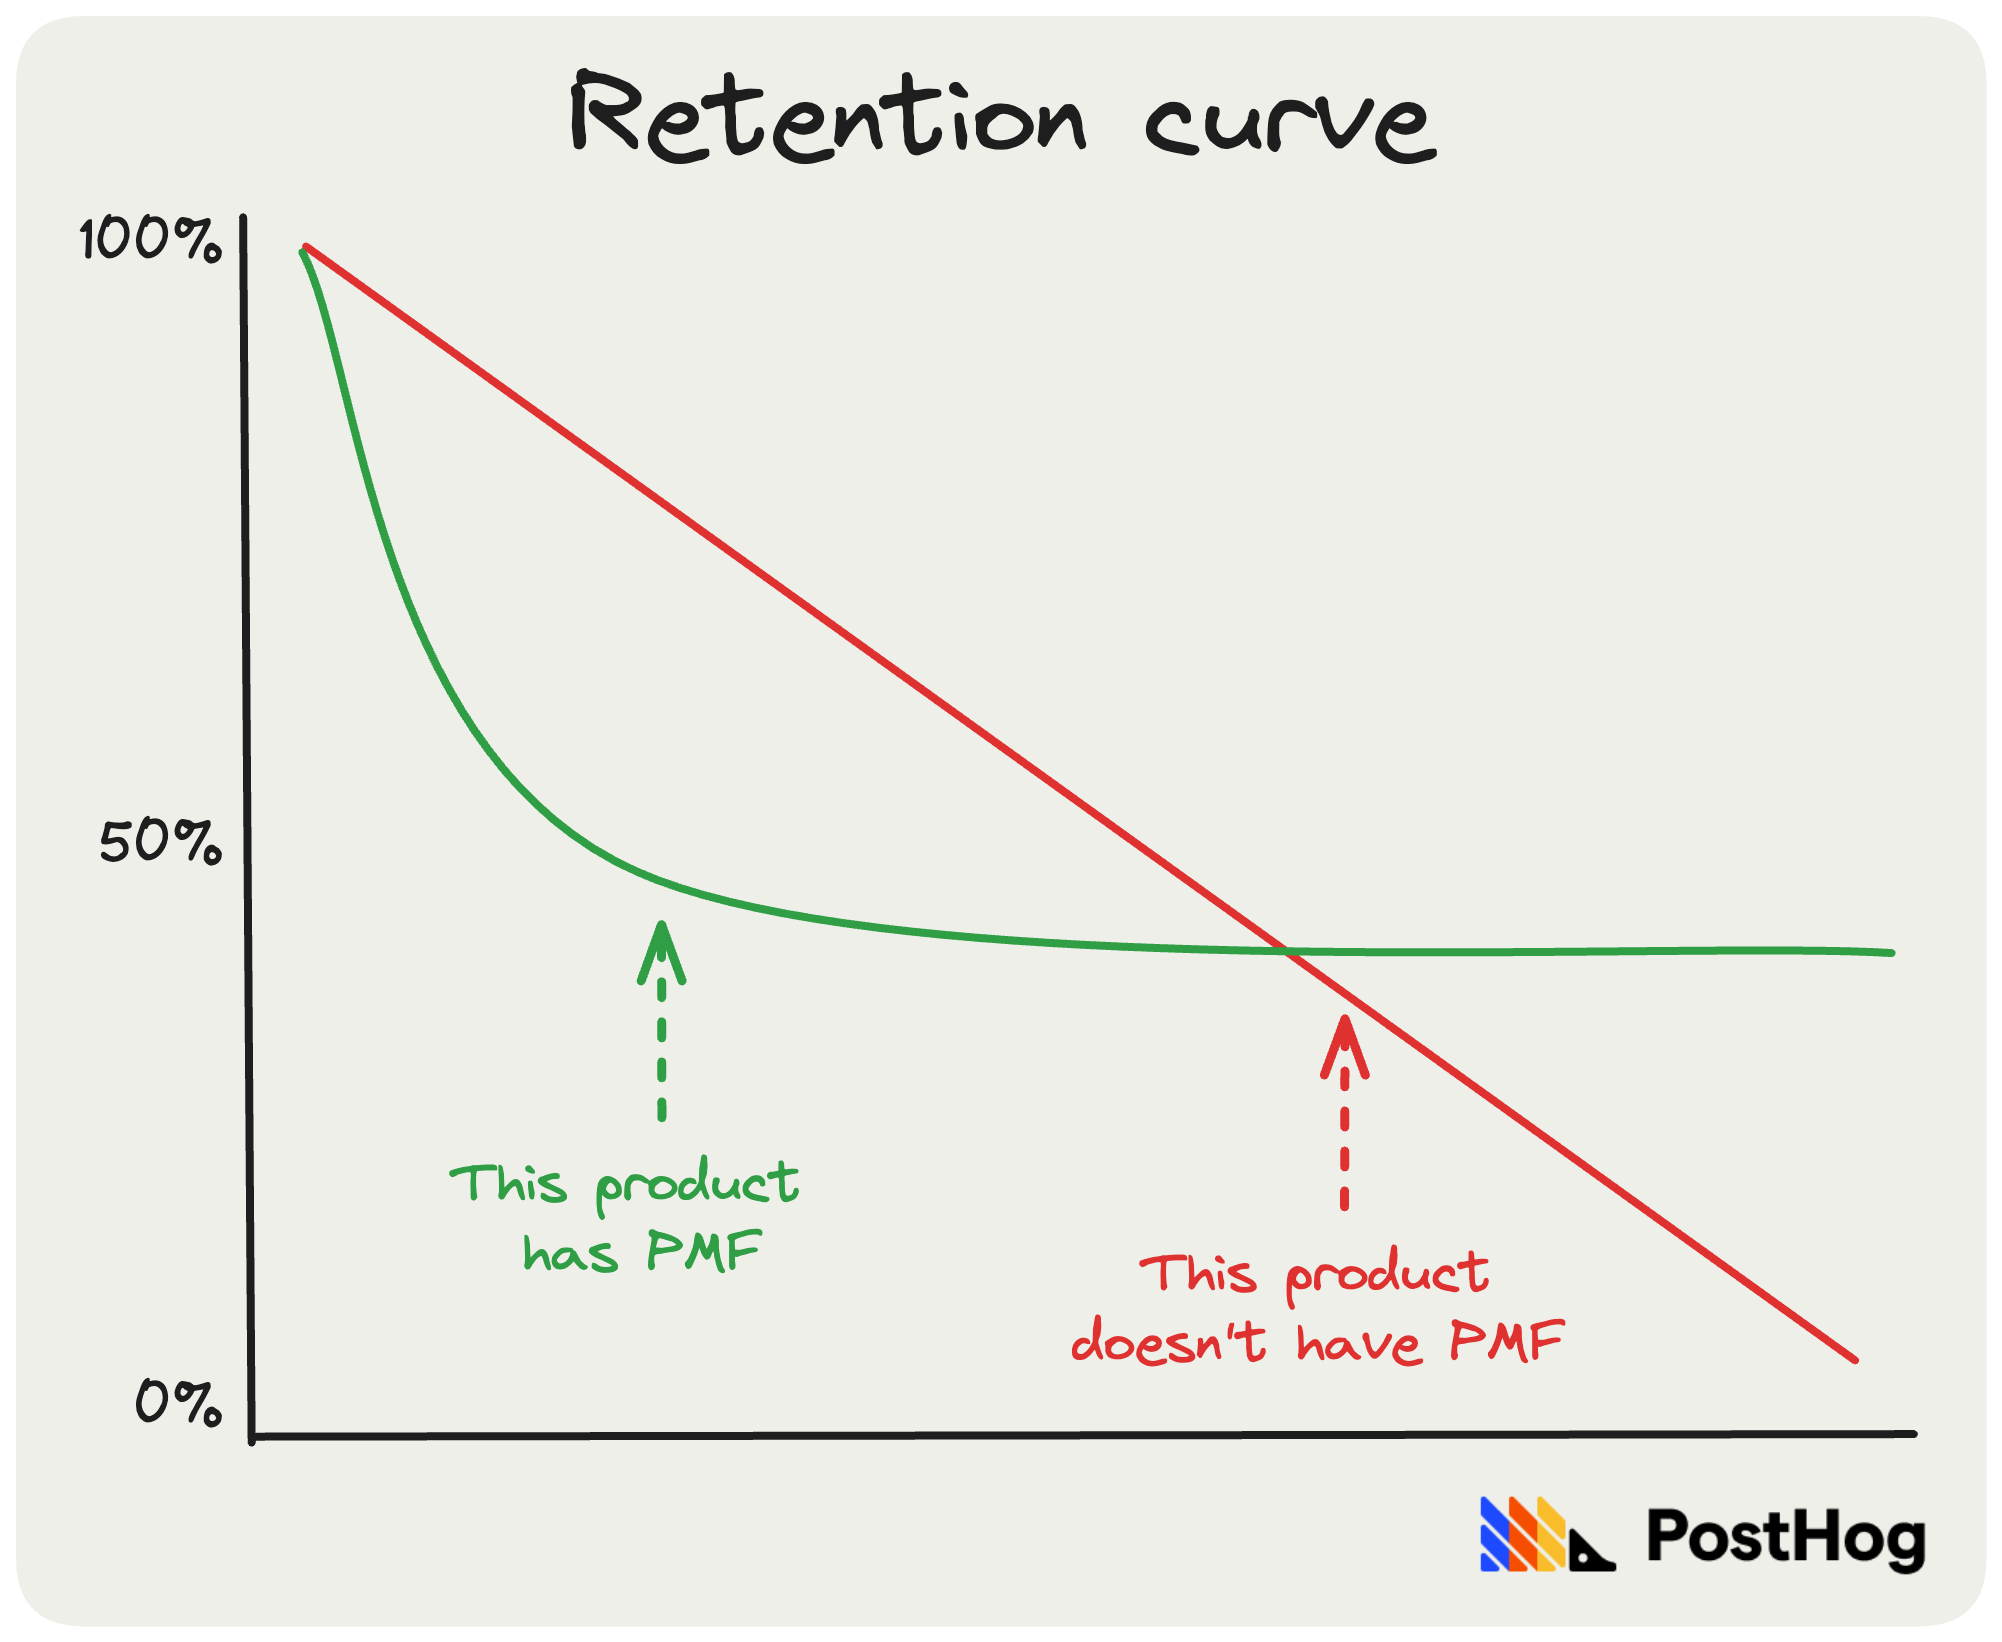 Retention curve
100%
50%
0%
This product
has PMF
This product
doesn't have PMF
PostHog